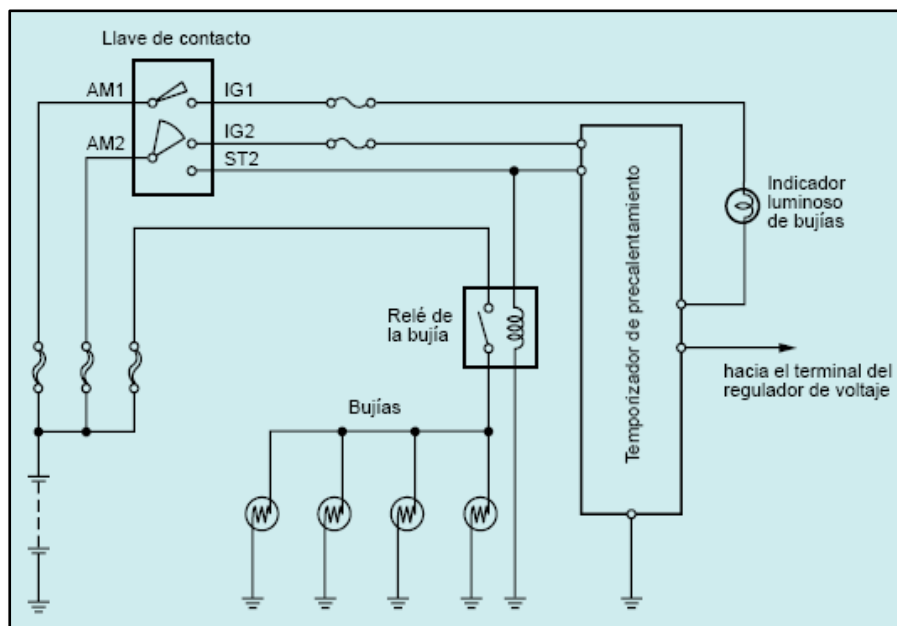 Llave de contacto
AM1
IG1
AM2
IG2
ST2
Indicador
luminoso
de bujías
Temporizador de precalentamiento
Relé de
la bujía
hacia el terminal del
regulador de voltaje
Bujías